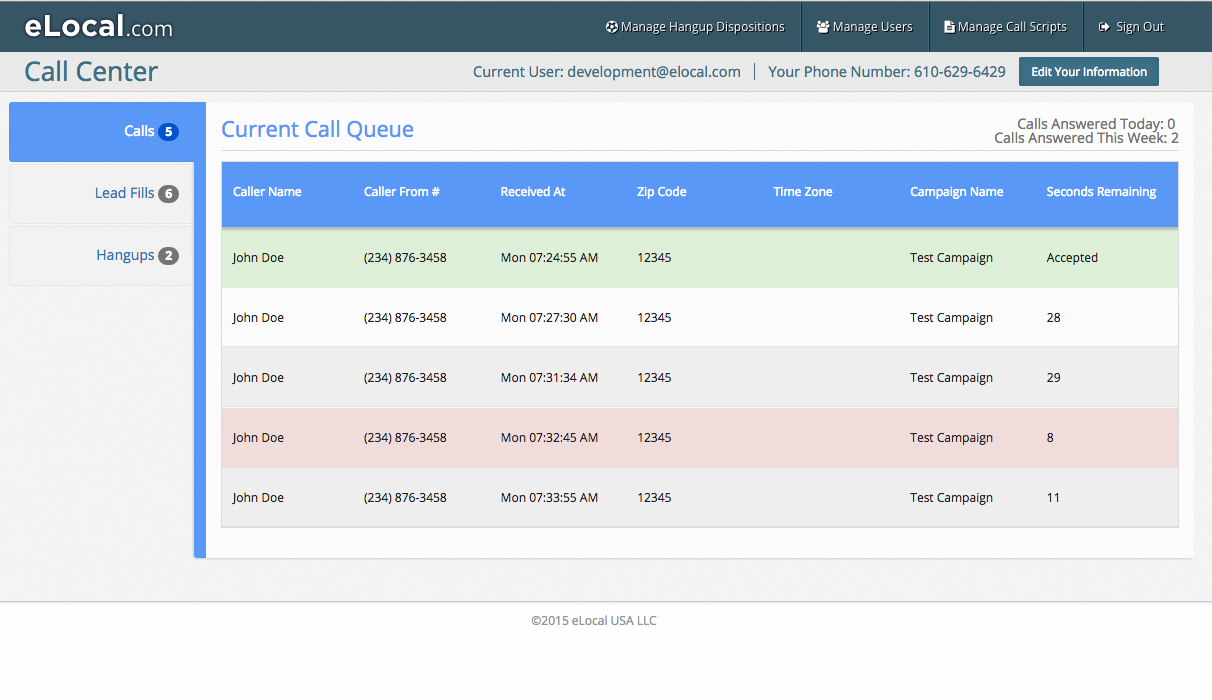 eLocal.com
Manage Hangup Dispositions
Manage Users
Manage Call Scripts
Sign Out
Call Center
Current User: development@elocal.com
Your Phone Number: 610-629-6429
Edit Your Information
Calls 5
Lead Fills 6
Hangups 2
Current Call Queue
Calls Answered Today: 0
Calls Answered This Week: 2
Caller Name Caller From # Received At Zip Code Time Zone Campaign Name Seconds Remaining
John Doe (234) 876-3458 Mon 07:24:55 AM 12345 Test Campaign Accepted
John Doe (234) 876-3458 Mon 07:27:30 AM 12345 Test Campaign 28
John Doe (234) 876-3458 Mon 07:31:34 AM 12345 Test Campaign 29
John Doe (234) 876-3458 Mon 07:32:45 AM 12345 Test Campaign 8
John Doe (234) 876-3458 Mon 07:33:55 AM 12345 Test Campaign 11
©2015 eLocal USA LLC